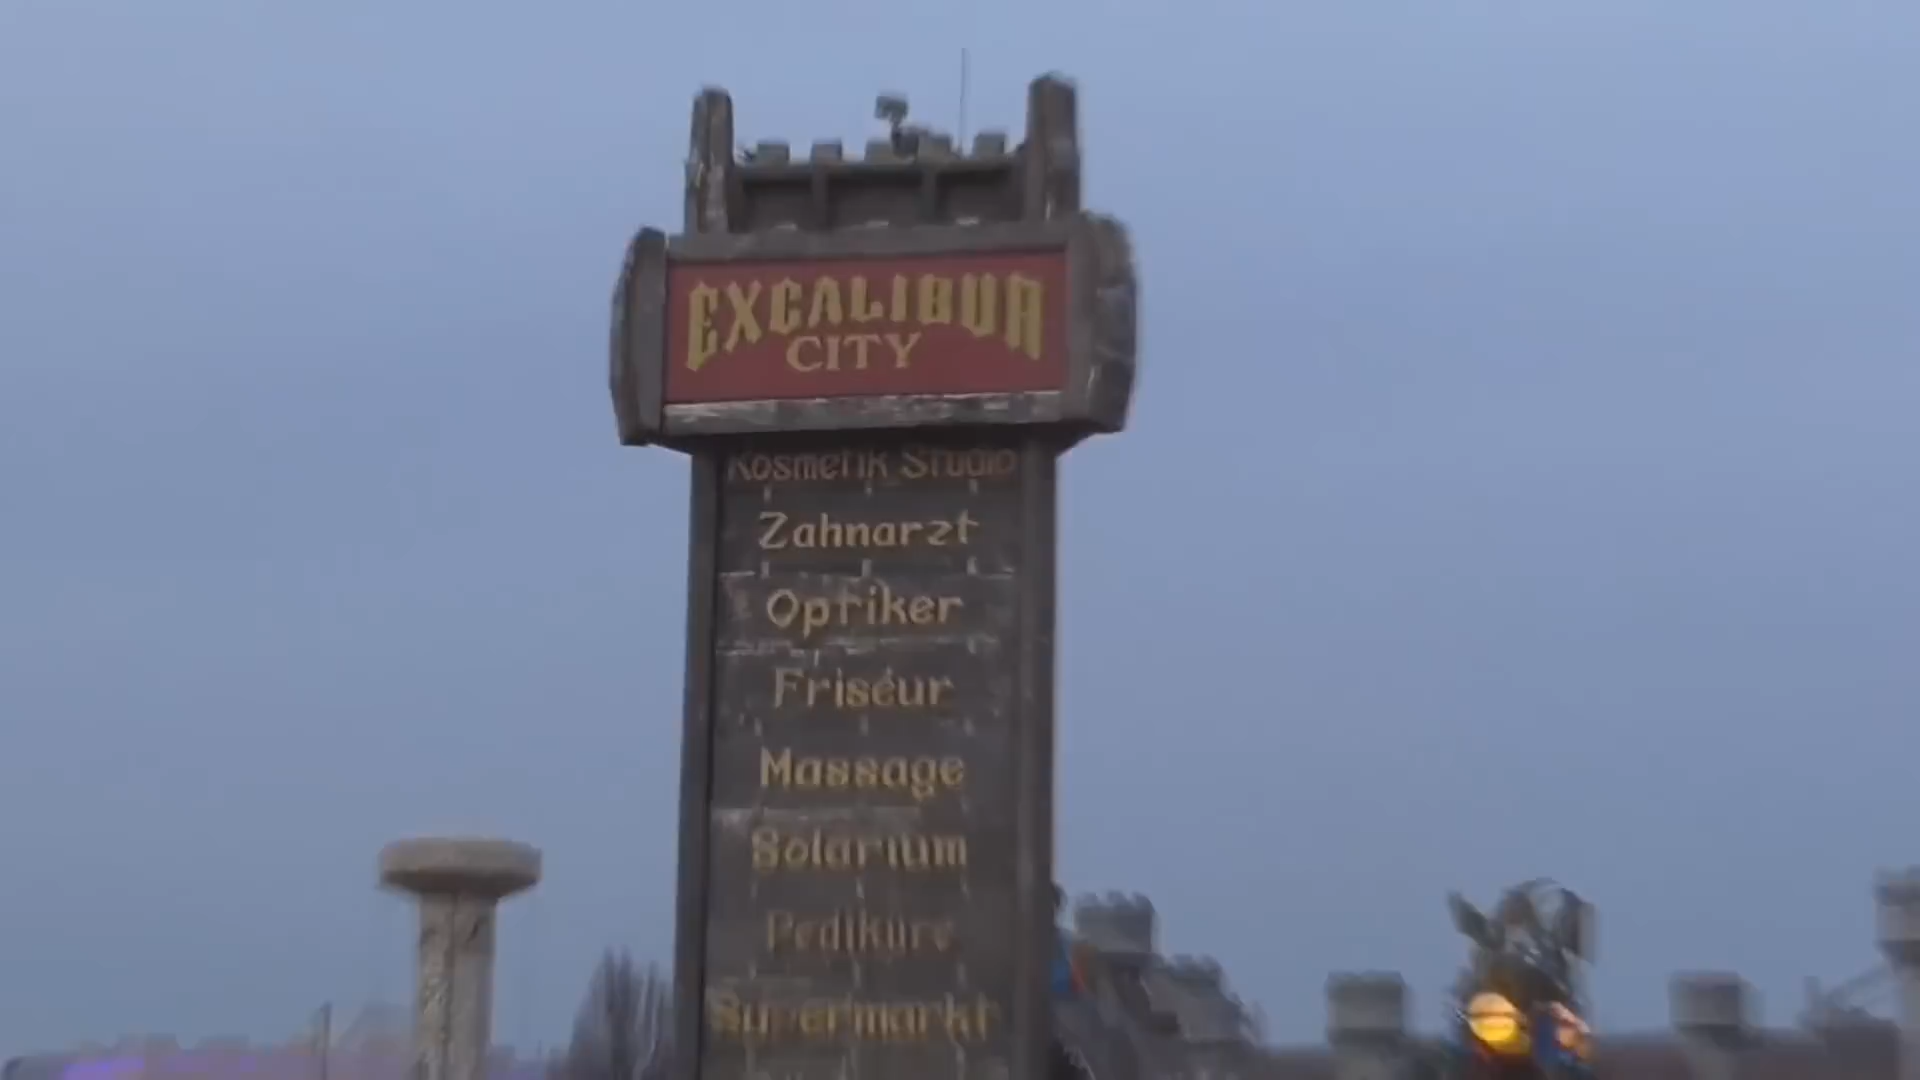 EXCALIBUR
CITY
Kosmetik Studio
Zahnarzt
Optiker
Friseur
Massage
Solarium
Pediküre
Supermarkt